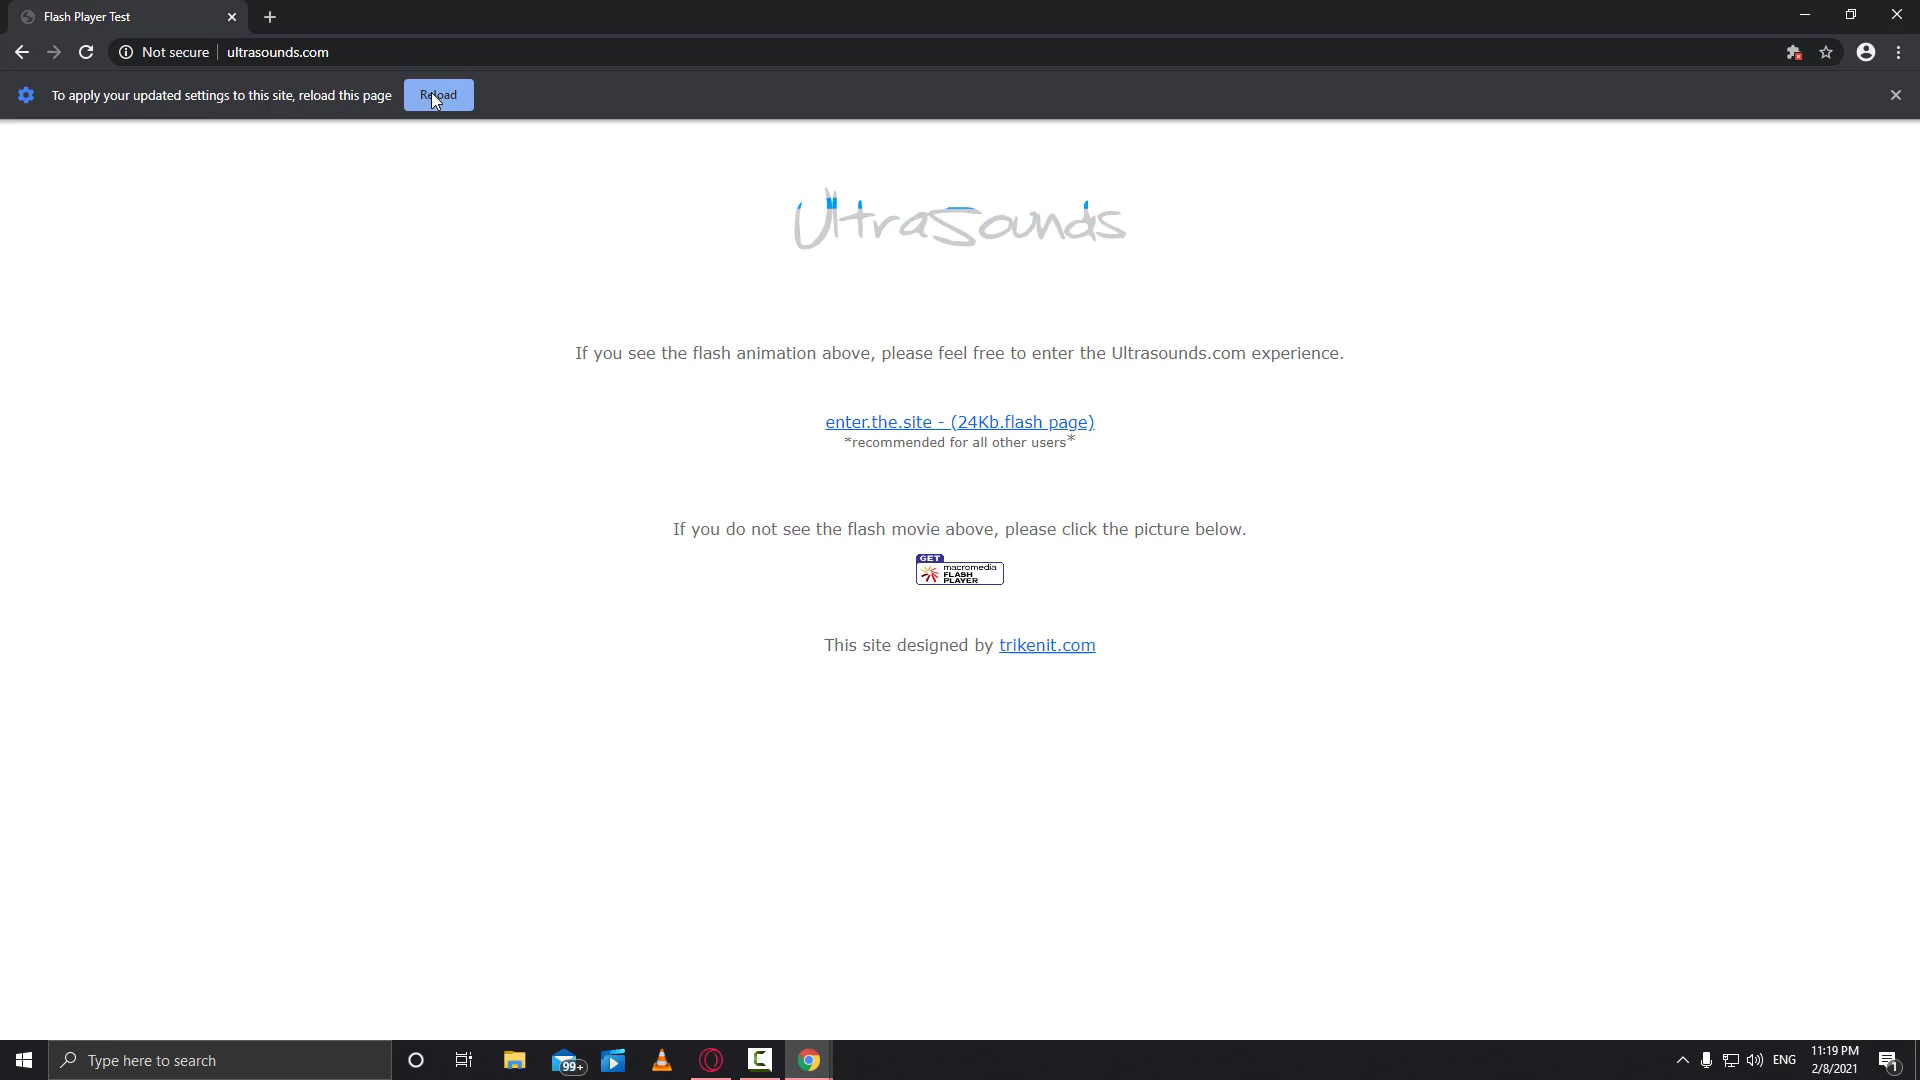 Flash Player Test
Not secure ultrasounds.com
To apply your updated settings to this site, reload this page Reload
UltraSounds
If you see the flash animation above, please feel free to enter the Ultrasounds.com experience.
enter.the.site - (24Kb.flash page)
*recommended for all other users*
If you do not see the flash movie above, please click the picture below.
GET
macromedia
FLASH
PLAYER
This site designed by trikenit.com
Type here to search
99+
ENG
11:19 PM
2/8/2021
1